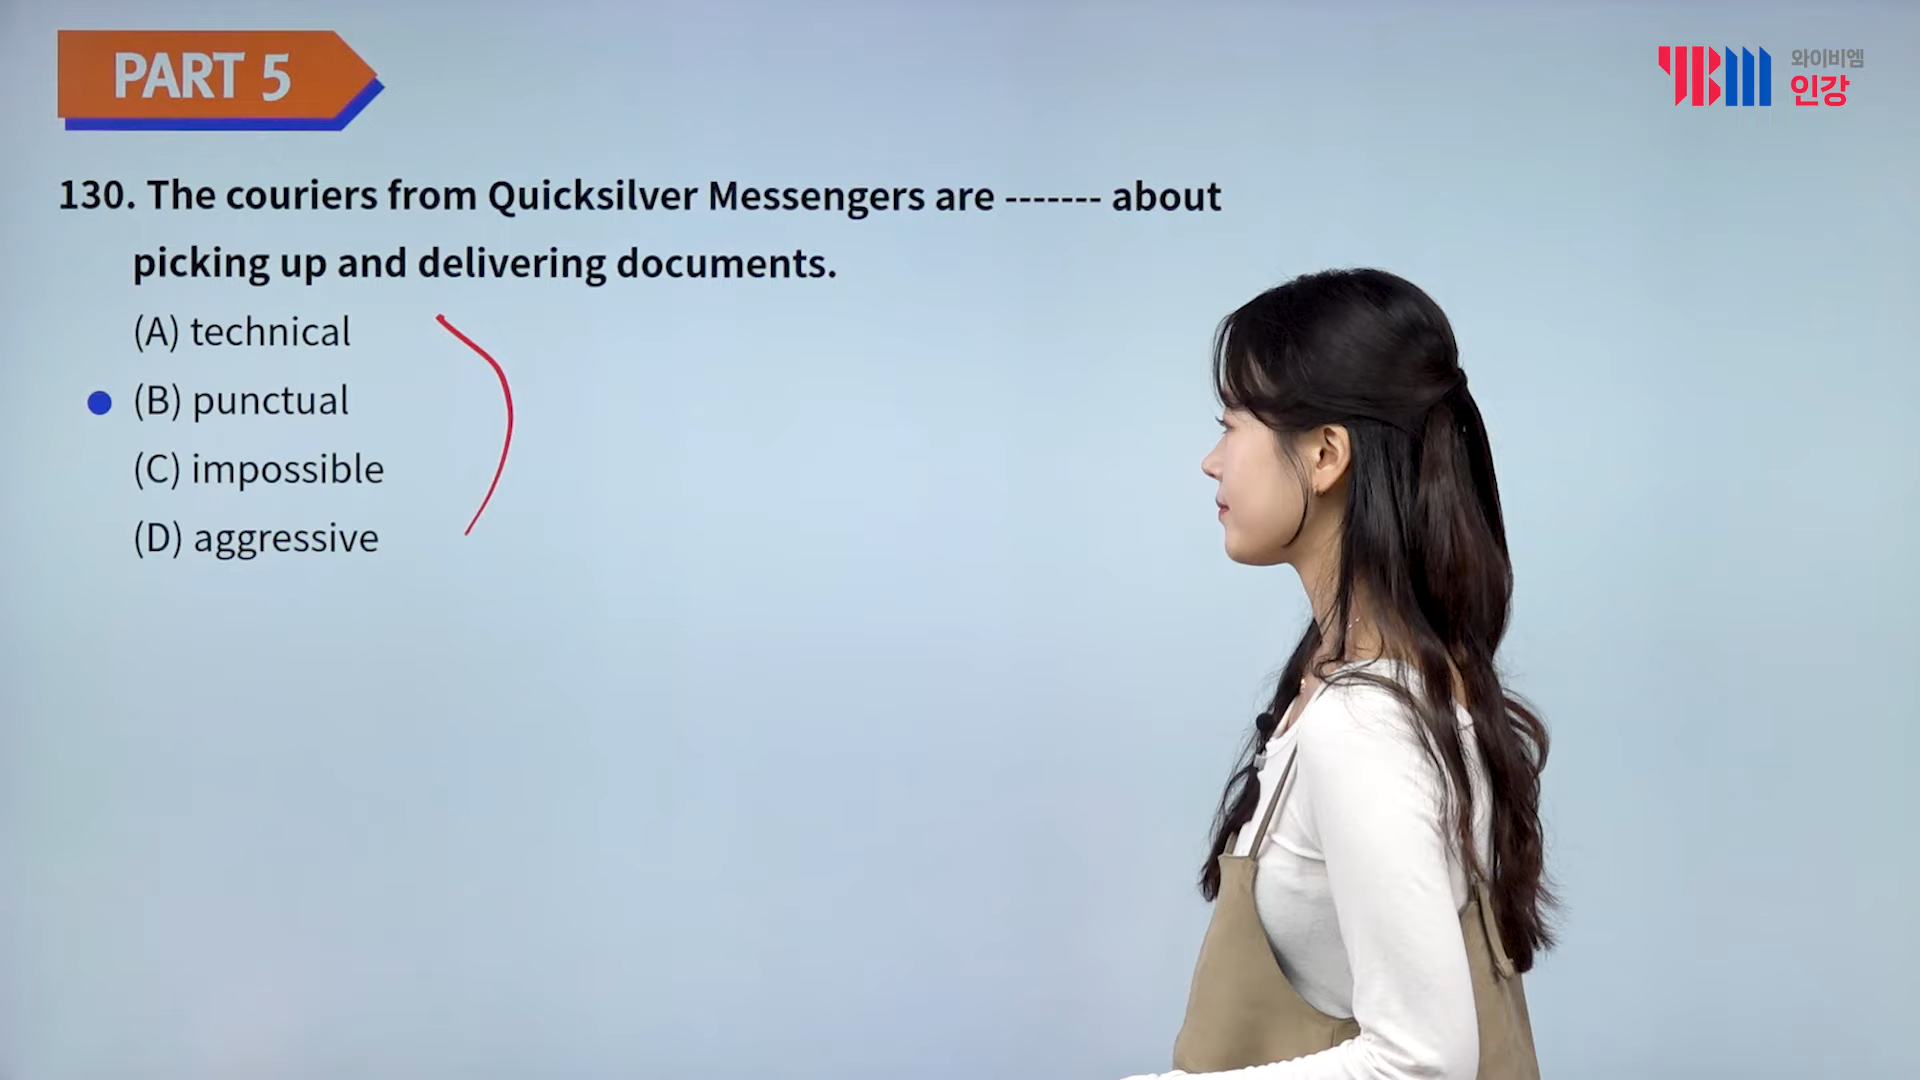 PART 5
YBM 와이비엠
인강
130. The couriers from Quicksilver Messengers are ------- about
picking up and delivering documents.
(A) technical
(B) punctual
(C) impossible
(D) aggressive